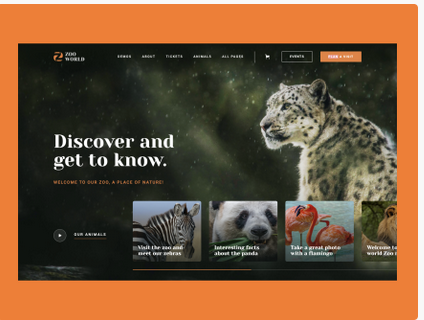 ZOO
WORLD
DEMOS ABOUT TICKETS ANIMALS ALL PAGES EVENTS PLAN A VISIT
Discover and
get to know.
WELCOME TO OUR ZOO, A PLACE OF NATURE!
OUR ANIMALS
Visit the zoo and
meet our zebras
Interesting facts
about the panda
Take a great photo
with a flamingo
Welcome to
world Zoo